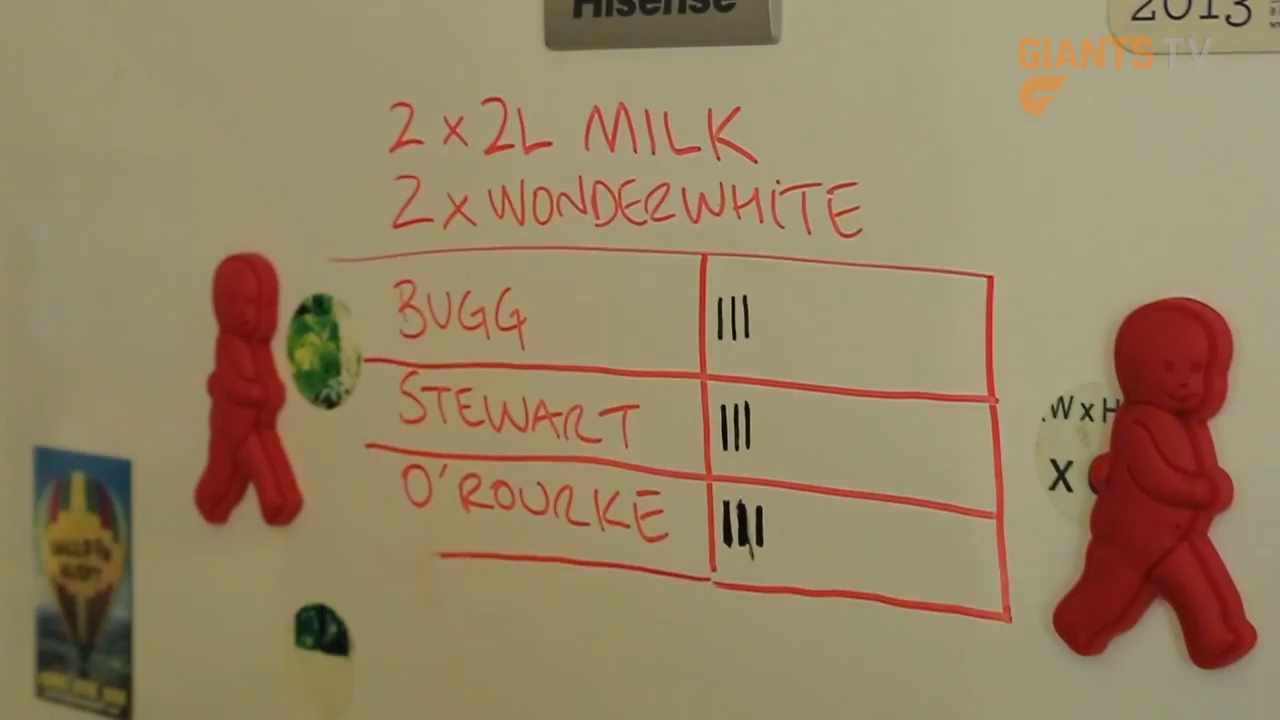 Hisense
2013
GIANTS TV
2 x 2L MILK
2 x WONDERWHITE
BUGG
STEWART
O'ROURKE
.W x H
X